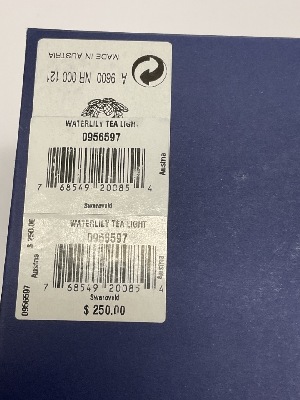 A 9600 NR 000 121
MADE IN AUSTRIA
WATERLILY TEA LIGHT
0956597
7 68549 20085 4
Swarovski
Austria
WATERLILY TEA LIGHT
0956597
7 68549 20085 4
Swarovski
$ 250.00
Austria
0956597 Austria $ 250.00